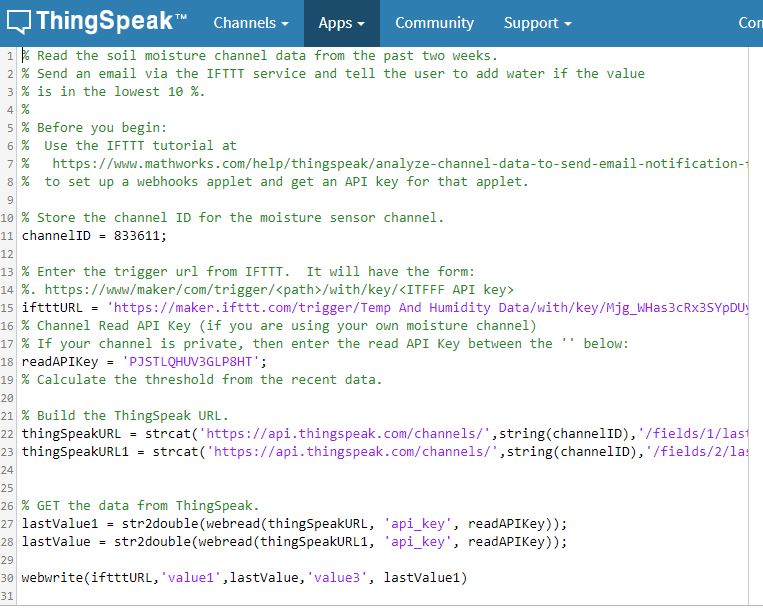 ThingSpeak™ Channels Apps Community Support
1 % Read the soil moisture channel data from the past two weeks.
2 % Send an email via the IFTTT service and tell the user to add water if the value
3 % is in the lowest 10 %.
4 %
5 % Before you begin:
6 %  Use the IFTTT tutorial at
7 %   https://www.mathworks.com/help/thingspeak/analyze-channel-data-to-send-email-notification-
8 %  to set up a webhooks applet and get an API key for that applet.
9
10 % Store the channel ID for the moisture sensor channel.
11 channelID = 833611;
12
13 % Enter the trigger url from IFTTT.  It will have the form:
14 %. https://www/maker/com/trigger/<path>/with/key/<ITFFF API key>
15 iftttURL = 'https://maker.ifttt.com/trigger/Temp And Humidity Data/with/key/Mjg_WHas3cRx3SYpDUy
16 % Channel Read API Key (if you are using your own moisture channel)
17 % If your channel is private, then enter the read API Key between the '' below:
18 readAPIKey = 'PJSTLQHUV3GLP8HT';
19 % Calculate the threshold from the recent data.
20
21 % Build the ThingSpeak URL.
22 thingSpeakURL = strcat('https://api.thingspeak.com/channels/',string(channelID),'/fields/1/last
23 thingSpeakURL1 = strcat('https://api.thingspeak.com/channels/',string(channelID),'/fields/2/las
24
25
26 % GET the data from ThingSpeak.
27 lastValue1 = str2double(webread(thingSpeakURL, 'api_key', readAPIKey));
28 lastValue = str2double(webread(thingSpeakURL1, 'api_key', readAPIKey));
29
30 webwrite(iftttURL,'value1',lastValue,'value3', lastValue1)
31